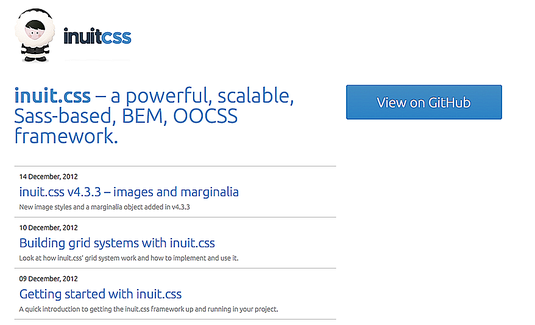 inuitcss
inuit.css – a powerful, scalable,
Sass-based, BEM, OOCSS
framework.
View on GitHub
14 December, 2012
inuit.css v4.3.3 – images and marginalia
New image styles and a marginalia object added in v4.3.3
10 December, 2012
Building grid systems with inuit.css
Look at how inuit.css' grid system work and how to implement and use it.
09 December, 2012
Getting started with inuit.css
A quick introduction to getting the inuit.css framework up and running in your project.